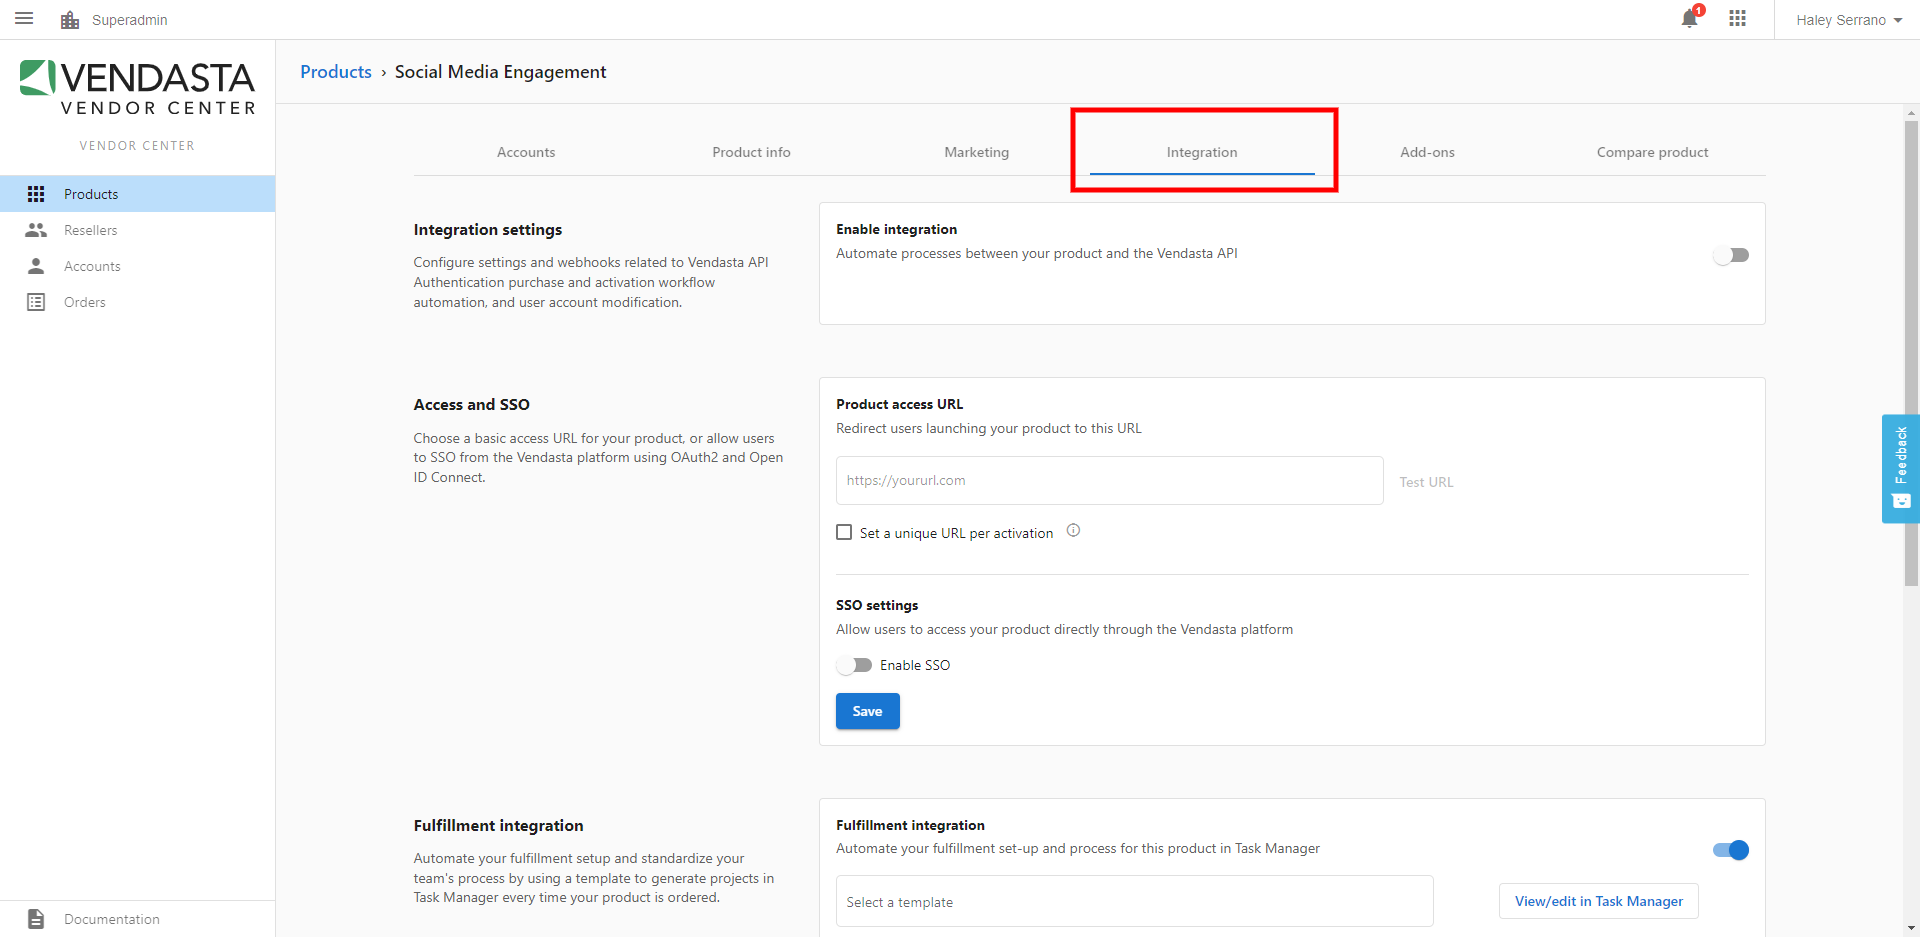 Superadmin
1
Haley Serrano
VENDASTA
VENDOR CENTER
VENDOR CENTER
Products
Resellers
Accounts
Orders
Documentation
Products › Social Media Engagement
Accounts
Product info
Marketing
Integration
Add-ons
Compare product
Integration settings
Configure settings and webhooks related to Vendasta API
Authentication purchase and activation workflow
automation, and user account modification.
Enable integration
Automate processes between your product and the Vendasta API
Access and SSO
Choose a basic access URL for your product, or allow users
to SSO from the Vendasta platform using OAuth2 and Open
ID Connect.
Product access URL
Redirect users launching your product to this URL
https://yoururl.com
Test URL
Set a unique URL per activation
SSO settings
Allow users to access your product directly through the Vendasta platform
Enable SSO
Save
Fulfillment integration
Automate your fulfillment setup and standardize your
team's process by using a template to generate projects in
Task Manager every time your product is ordered.
Fulfillment integration
Automate your fulfillment set-up and process for this product in Task Manager
Select a template
View/edit in Task Manager
Feedback